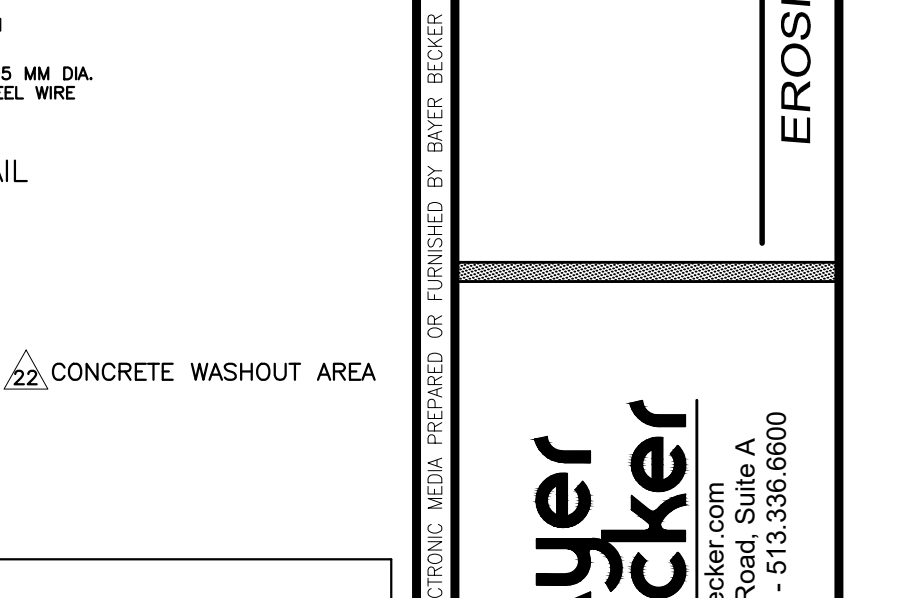 5 MM DIA.
EEL WIRE
AIL
22 CONCRETE WASHOUT AREA
CTRONIC MEDIA PREPARED OR FURNISHED BY BAYER BECKER
EROSI
yer
cker
ecker.com
Road, Suite A
- 513.336.6600